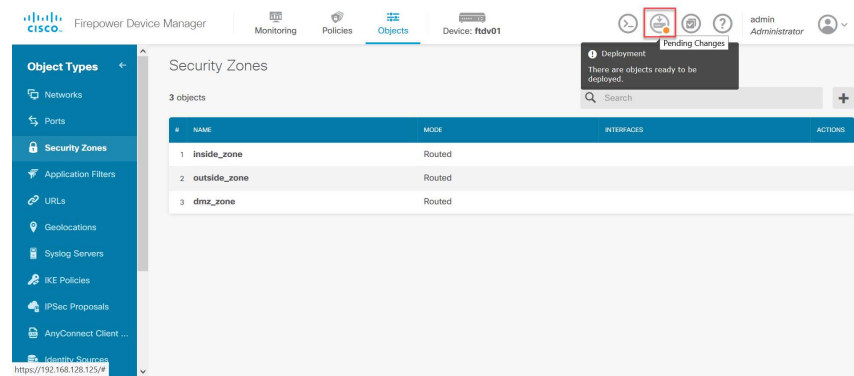 CISCO
Firepower Device Manager
Monitoring
Policies
Objects
Device: ftdv01
admin
Administrator
Pending Changes
Deployment
There are objects ready to be
deployed.
Object Types
Networks
Ports
Security Zones
Application Filters
URLs
Geolocations
Syslog Servers
IKE Policies
IPSec Proposals
AnyConnect Client ...
Identity Sources
https://192.168.128.125/#
Security Zones
3 objects
Search
# NAME MODE INTERFACES ACTIONS
1 inside_zone Routed
2 outside_zone Routed
3 dmz_zone Routed